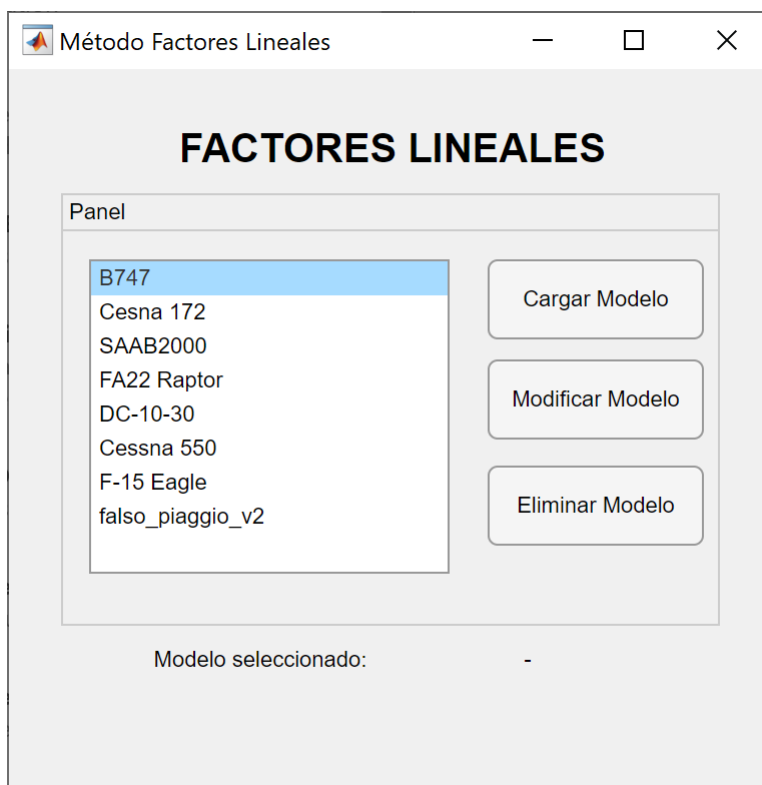 Método Factores Lineales
FACTORES LINEALES
Panel
B747
Cesna 172
SAAB2000
FA22 Raptor
DC-10-30
Cessna 550
F-15 Eagle
falso_piaggio_v2
Cargar Modelo
Modificar Modelo
Eliminar Modelo
Modelo seleccionado: -